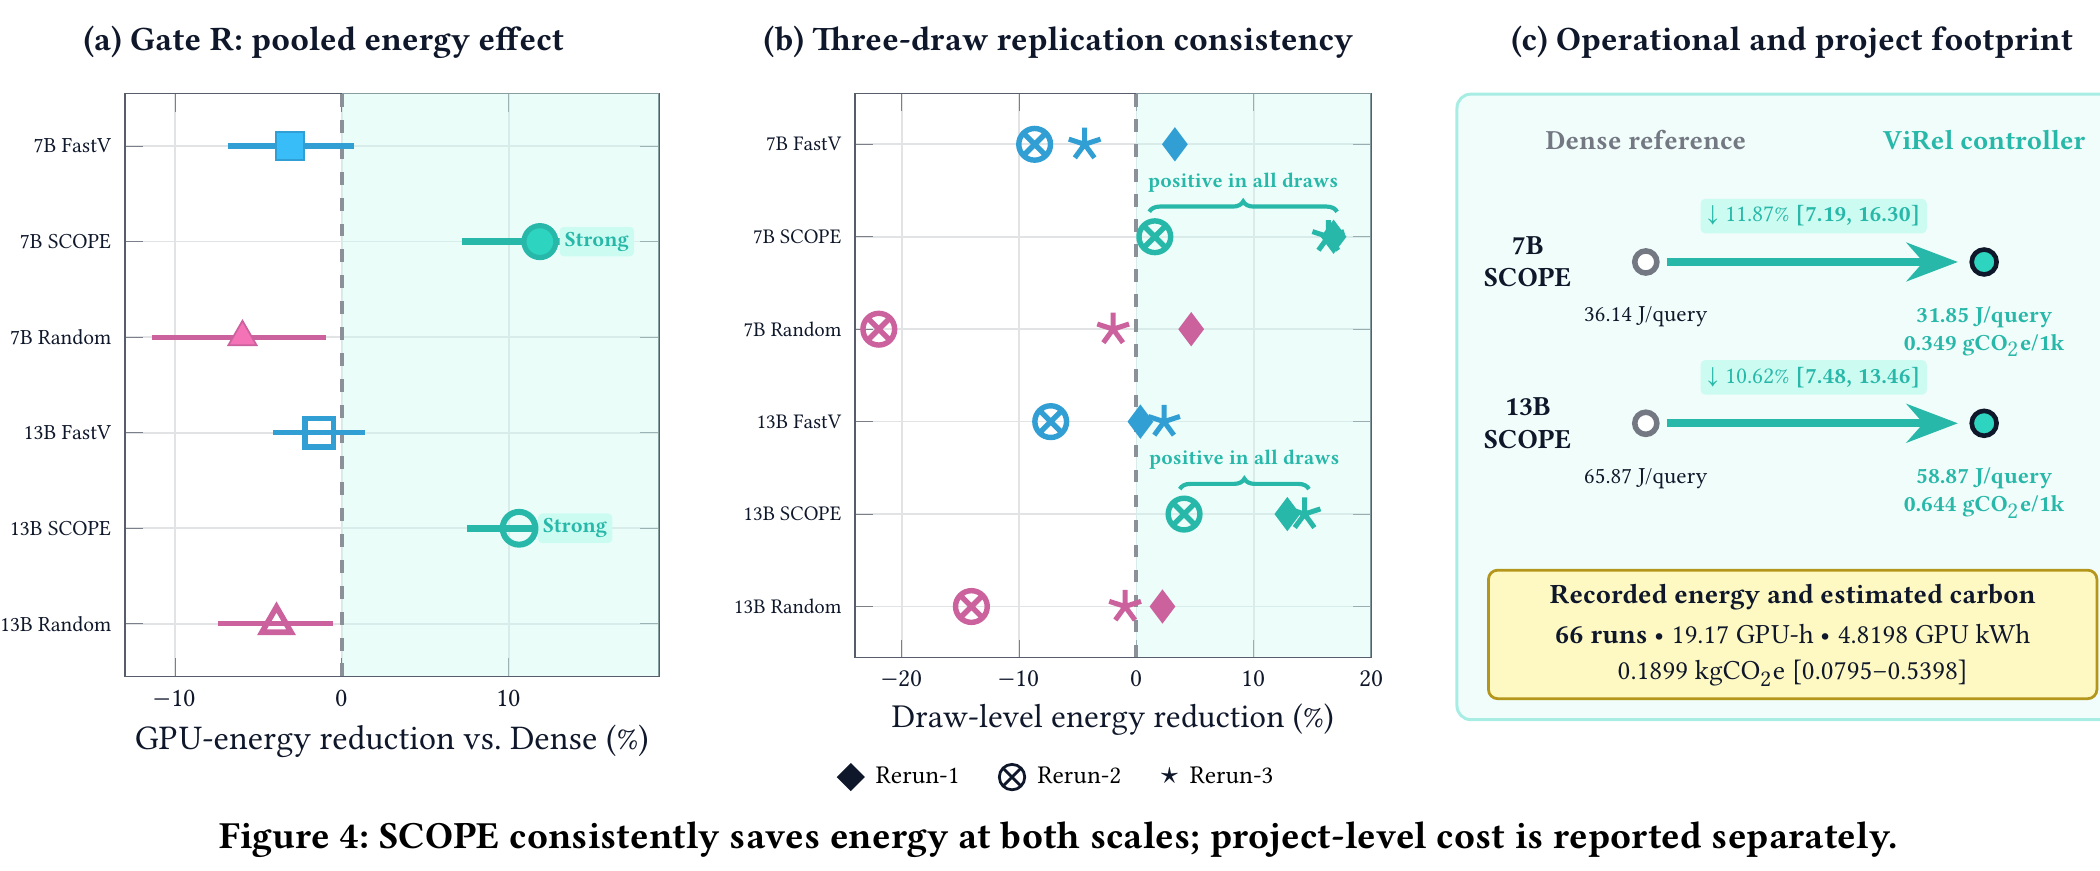 (a) Gate R: pooled energy effect
7B FastV
7B SCOPE
Strong
7B Random
13B FastV
13B SCOPE
Strong
13B Random
−10 0 10
GPU-energy reduction vs. Dense (%)
(b) Three-draw replication consistency
7B FastV
positive in all draws
7B SCOPE
7B Random
13B FastV
positive in all draws
13B SCOPE
13B Random
−20 −10 0 10 20
Draw-level energy reduction (%)
Rerun-1 Rerun-2 Rerun-3
(c) Operational and project footprint
Dense reference ViRel controller
↓ 11.87% [7.19, 16.30]
7B
SCOPE
36.14 J/query 31.85 J/query
0.349 gCO₂e/1k
↓ 10.62% [7.48, 13.46]
13B
SCOPE
65.87 J/query 58.87 J/query
0.644 gCO₂e/1k
Recorded energy and estimated carbon
66 runs • 19.17 GPU-h • 4.8198 GPU kWh
0.1899 kgCO₂e [0.0795–0.5398]
Figure 4: SCOPE consistently saves energy at both scales; project-level cost is reported separately.